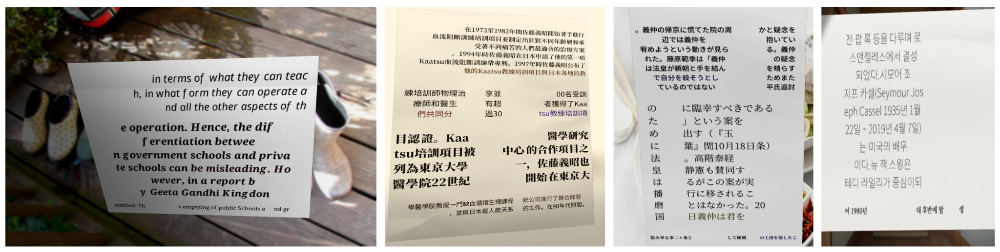 in terms of what they can teac
h, in what form they can operate a
nd all the other aspects of th
e operation. Hence, the dif
ferentiation betwee
n government schools and priva
te schools can be misleading. Ho
wever, in a report b
y Geeta Gandhi Kingdon
entitled: Th
e emptying of public Schools a
nd gr
在1973至1982年間佐藤義昭開始著手進行
血流阻斷訓練培訓項目並制定出針對不同年齡層和承
受著不同痛苦的人們最適合的治療方案
。1994年時佐藤義昭在日本申請了他的第一項
Kaatsu血流阻斷訓練帶專利。1997年時佐藤義昭公布了
他的Kaatsu教練培訓項目與日本各地的教
練培訓師物理治
療師和醫生
們共同分
享並
有超
過30
00名受訓
者獲得了Kaa
tsu教練培訓項
目認證。Kaa
tsu培訓項目被
列為東京大學
醫學院22世紀
醫學研究
中心的合作項目之
一，佐藤義昭也
開始在東京大
學醫學院教授一門缺血循環生理課程
，並與日本載人航天系
統公司進行了聯合開發
的工作。在90年代期間，
。義仲の帰京に慌てた院の周
辺では義仲を
宥めようという動きが見ら
れた。藤原範季は「義仲
は法皇が頼朝と手を結ん
で自分を殺そうとし
ているのではない
かと疑念を
抱いてい
る。義仲
の疑念
を晴らす
ためまた
平氏追討
の
た
め
に
法
皇
は
播
磨
国
に臨幸すべきである
」という案を
出す（『玉
葉』閏10月18日条）
。高階泰経
静憲も賛同す
るがこの案が実
行に移されるこ
とはなかった。20
日義仲は君を
怨み奉る事二ヶ条と
して頼朝
の上洛を促したこ
전 팝 록 등을 다루며 로
스앤젤레스에서 결성
되었다.시모어 조
지프 카셀(Seymour Jos
eph Cassel 1935년 1월
22일 ~ 2019년 4월 7일)
는 미국의 배우
이다.뉴 잭 스윙은
테디 라일리가 중심이되
어 1980년
대 후반에 발
생